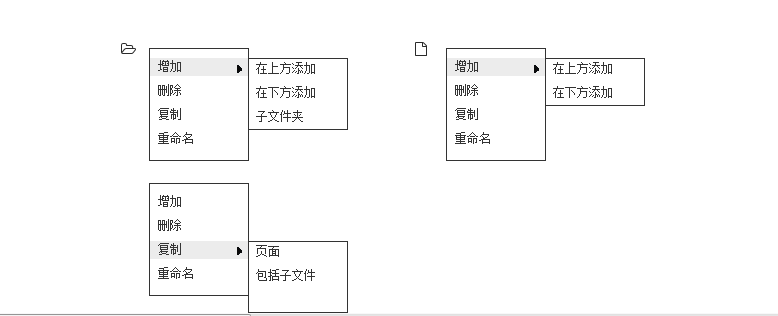 增加
删除
复制
重命名
在上方添加
在下方添加
子文件夹
增加
删除
复制
重命名
在上方添加
在下方添加
增加
删除
复制
重命名
页面
包括子文件